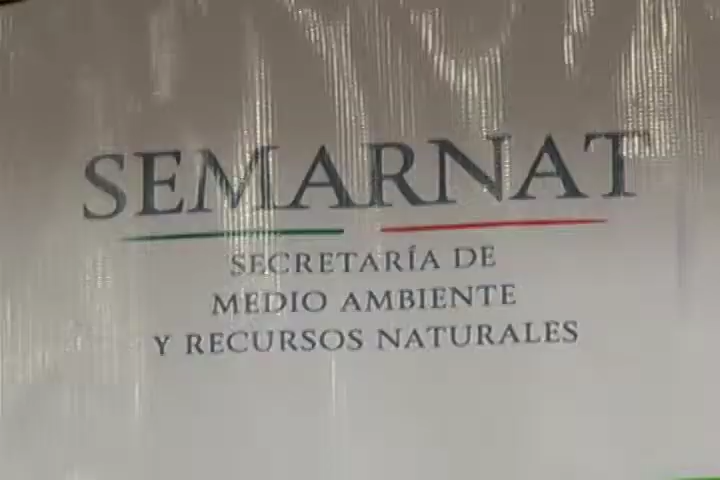 SEMARNAT
SECRETARÍA DE
MEDIO AMBIENTE
Y RECURSOS NATURALES